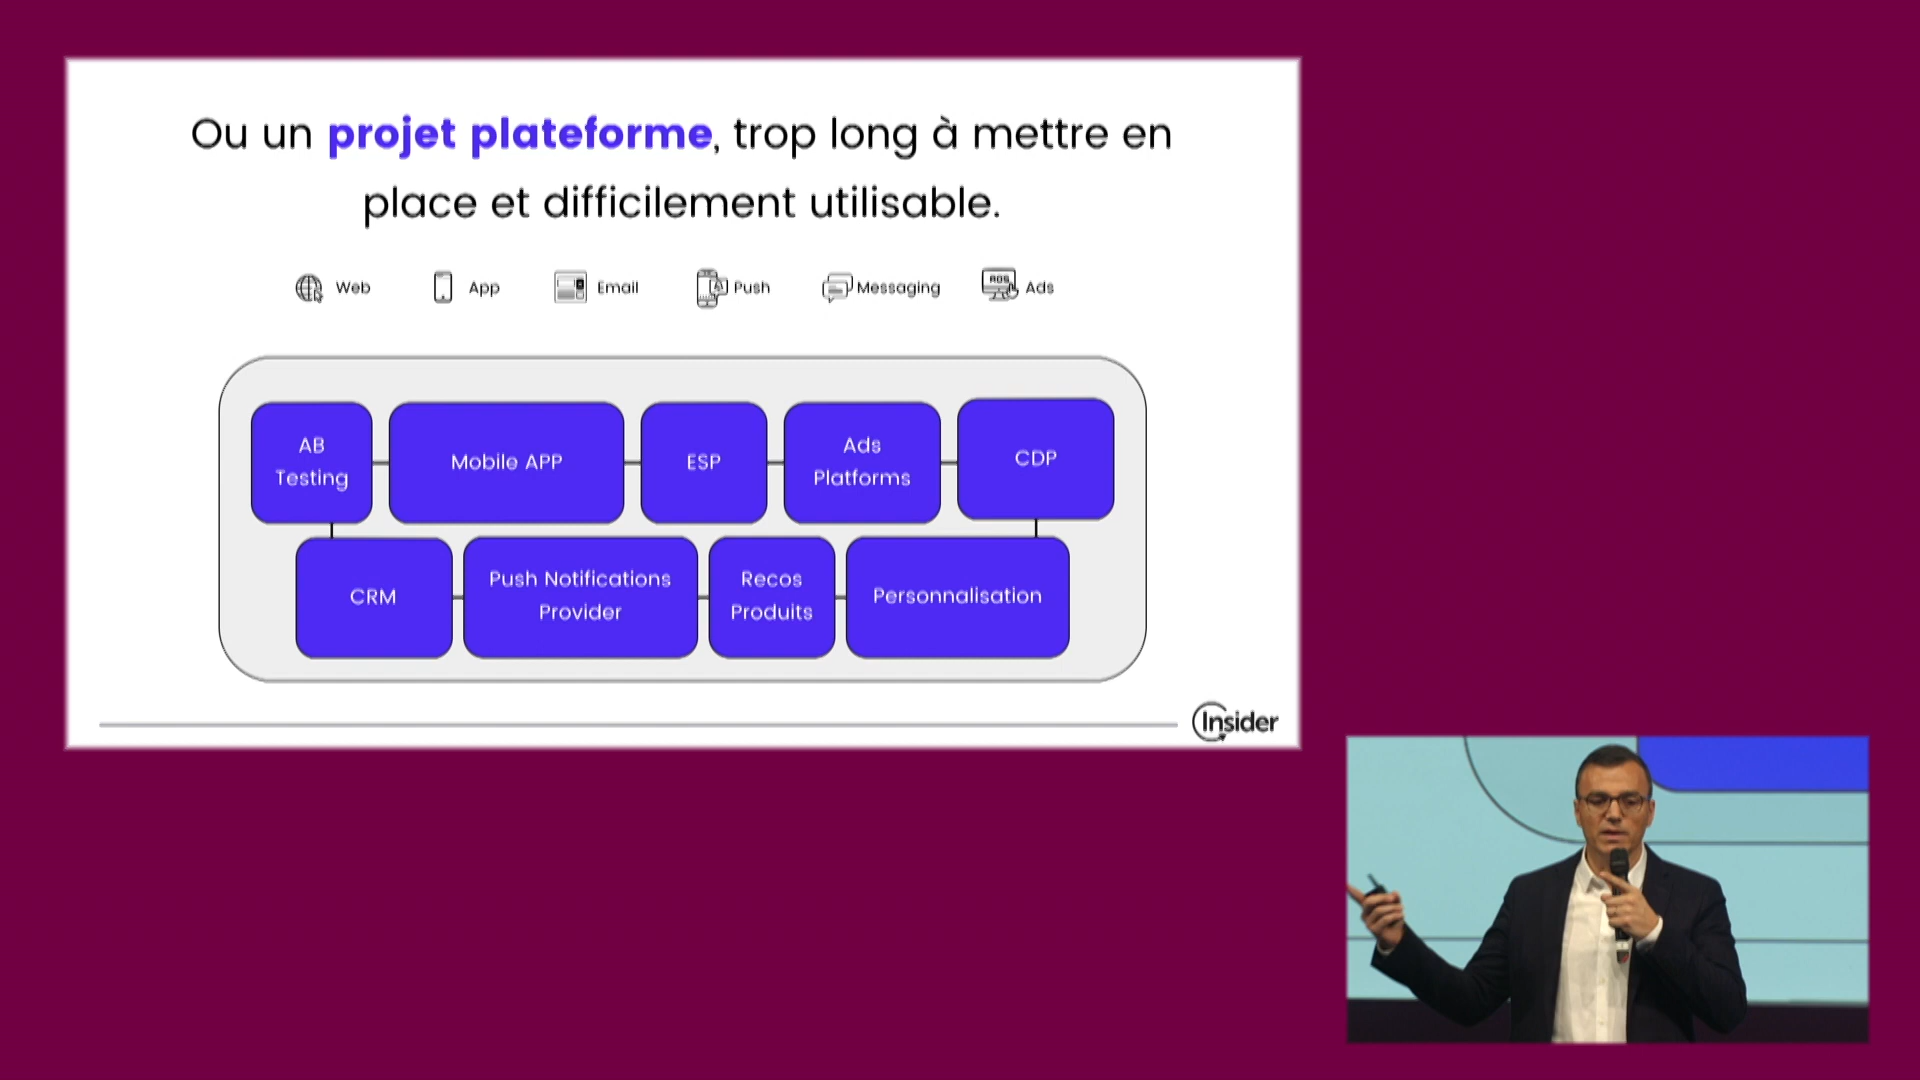 Ou un projet plateforme, trop long à mettre en
place et difficilement utilisable.
Web App Email Push Messaging ADS Ads
AB
Testing
Mobile APP
ESP
Ads
Platforms
CDP
CRM
Push Notifications
Provider
Recos
Produits
Personnalisation
Insider